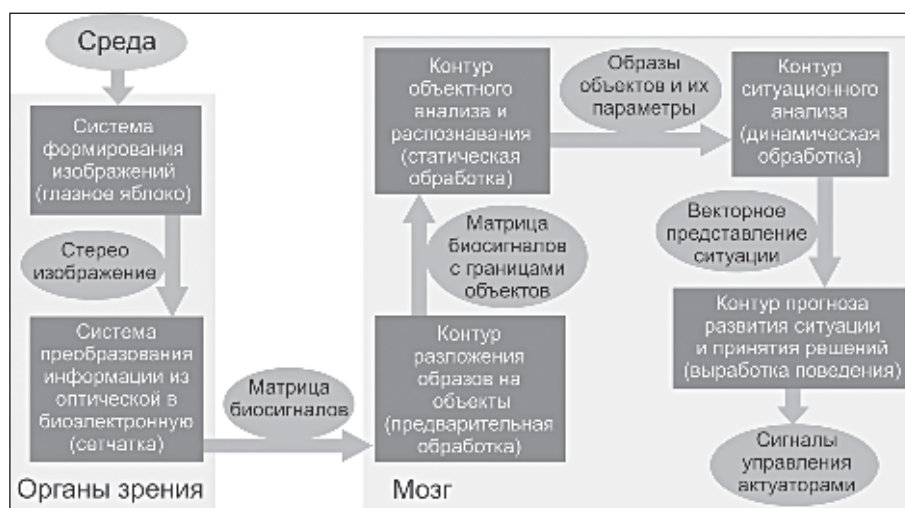 Среда
Система
формирования
изображений
(глазное яблоко)
Стерео
изображение
Система
преобразования
информации из
оптической в
биоэлектронную
(сетчатка)
Органы зрения
Матрица
биосигналов
Контур
разложения
образов на
объекты
(предварительная
обработка)
Матрица
биосигналов
с границами
объектов
Контур
объектного
анализа и
распознавания
(статическая
обработка)
Образы
объектов и их
параметры
Контур
ситуационного
анализа
(динамическая
обработка)
Векторное
представление
ситуации
Контур прогноза
развития ситуации
и принятия решений
(выработка поведения)
Сигналы
управления
актуаторами
Мозг